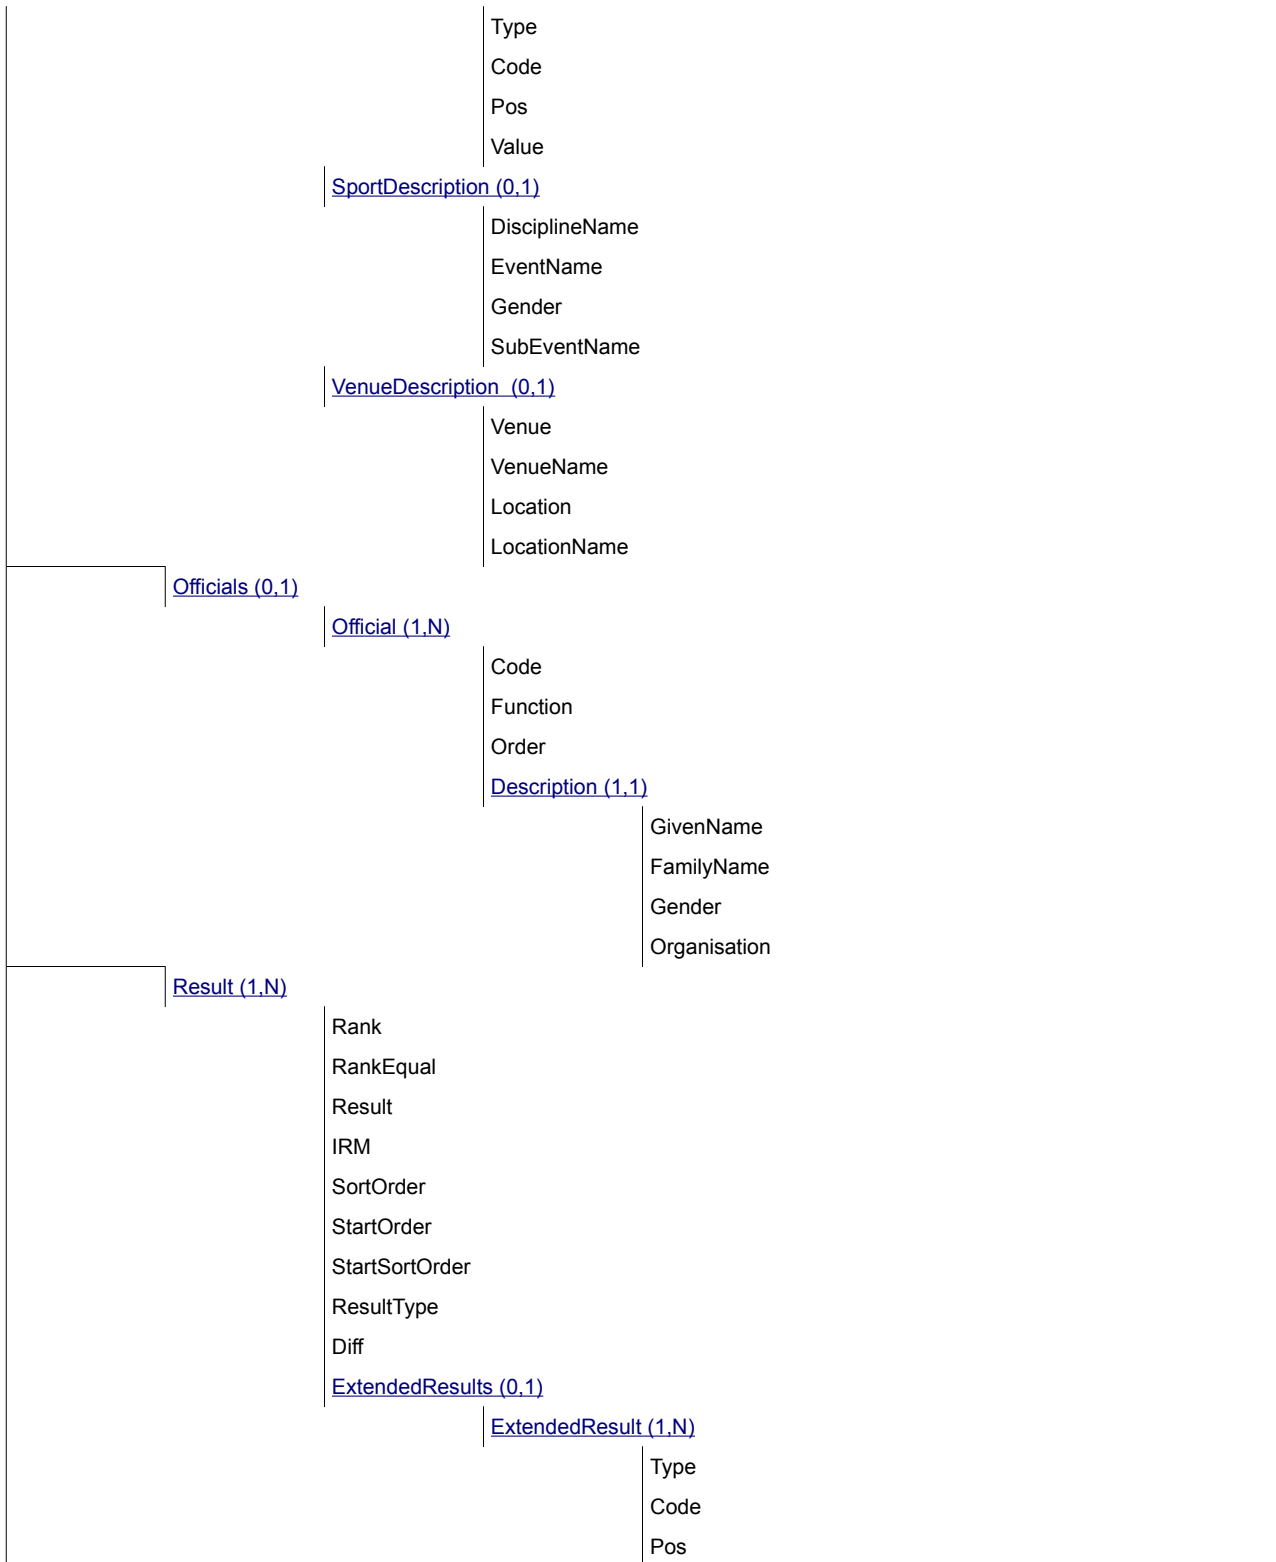 Type
Code
Pos
Value
SportDescription (0,1)
DisciplineName
EventName
Gender
SubEventName
VenueDescription  (0,1)
Venue
VenueName
Location
LocationName
Officials (0,1)
Official (1,N)
Code
Function
Order
Description (1,1)
GivenName
FamilyName
Gender
Organisation
Result (1,N)
Rank
RankEqual
Result
IRM
SortOrder
StartOrder
StartSortOrder
ResultType
Diff
ExtendedResults (0,1)
ExtendedResult (1,N)
Type
Code
Pos